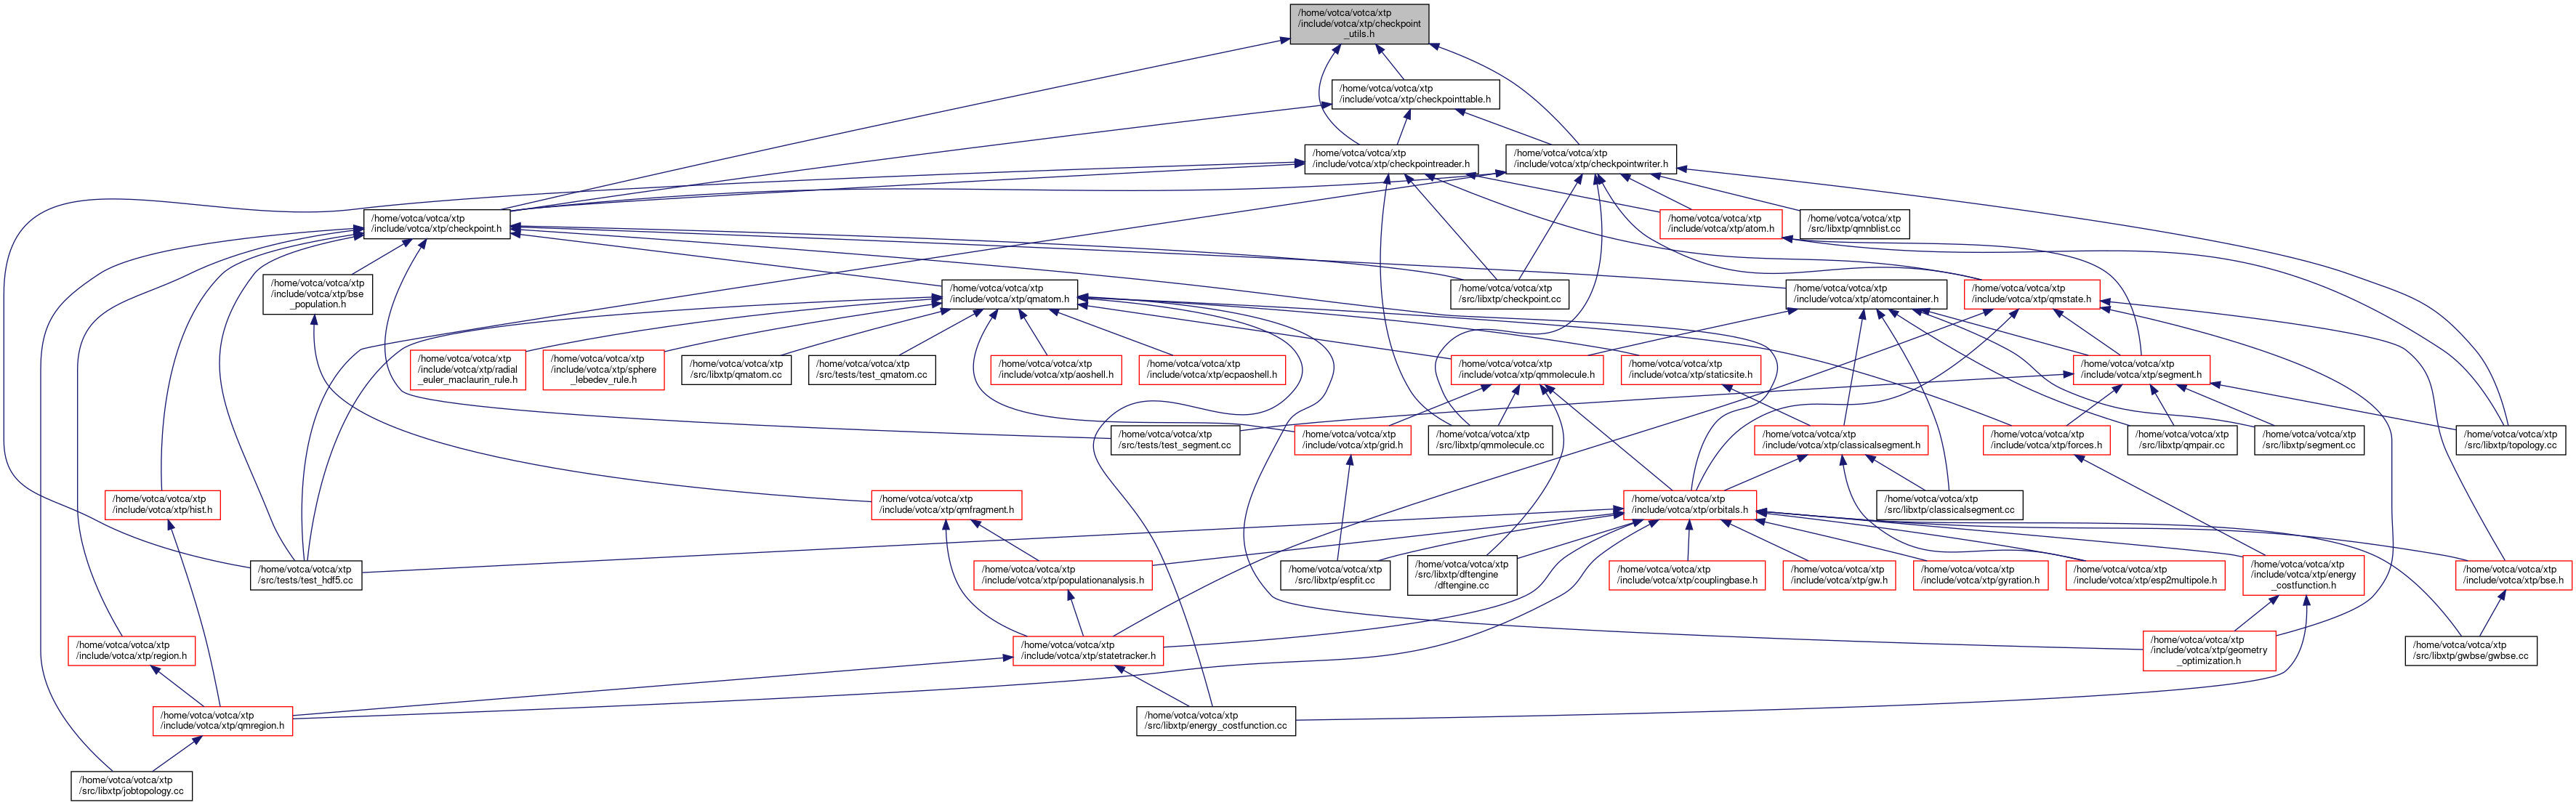 /home/votca/votca/xtp
/include/votca/xtp/checkpoint
_utils.h
/home/votca/votca/xtp
/include/votca/xtp/checkpointtable.h
/home/votca/votca/xtp
/include/votca/xtp/checkpointreader.h
/home/votca/votca/xtp
/include/votca/xtp/checkpointwriter.h
/home/votca/votca/xtp
/include/votca/xtp/checkpoint.h
/home/votca/votca/xtp
/include/votca/xtp/atom.h
/home/votca/votca/xtp
/src/libxtp/qmnblist.cc
/home/votca/votca/xtp
/include/votca/xtp/bse
_population.h
/home/votca/votca/xtp
/include/votca/xtp/qmatom.h
/home/votca/votca/xtp
/src/libxtp/checkpoint.cc
/home/votca/votca/xtp
/include/votca/xtp/atomcontainer.h
/home/votca/votca/xtp
/include/votca/xtp/qmstate.h
/home/votca/votca/xtp
/include/votca/xtp/radial
_euler_maclaurin_rule.h
/home/votca/votca/xtp
/include/votca/xtp/sphere
_lebedev_rule.h
/home/votca/votca/xtp
/src/libxtp/qmatom.cc
/home/votca/votca/xtp
/src/tests/test_qmatom.cc
/home/votca/votca/xtp
/include/votca/xtp/aoshell.h
/home/votca/votca/xtp
/include/votca/xtp/ecpaoshell.h
/home/votca/votca/xtp
/include/votca/xtp/qmmolecule.h
/home/votca/votca/xtp
/include/votca/xtp/staticsite.h
/home/votca/votca/xtp
/include/votca/xtp/segment.h
/home/votca/votca/xtp
/src/tests/test_segment.cc
/home/votca/votca/xtp
/include/votca/xtp/grid.h
/home/votca/votca/xtp
/src/libxtp/qmmolecule.cc
/home/votca/votca/xtp
/include/votca/xtp/classicalsegment.h
/home/votca/votca/xtp
/include/votca/xtp/forces.h
/home/votca/votca/xtp
/src/libxtp/qmpair.cc
/home/votca/votca/xtp
/src/libxtp/segment.cc
/home/votca/votca/xtp
/src/libxtp/topology.cc
/home/votca/votca/xtp
/include/votca/xtp/hist.h
/home/votca/votca/xtp
/include/votca/xtp/qmfragment.h
/home/votca/votca/xtp
/include/votca/xtp/orbitals.h
/home/votca/votca/xtp
/src/libxtp/classicalsegment.cc
/home/votca/votca/xtp
/src/tests/test_hdf5.cc
/home/votca/votca/xtp
/include/votca/xtp/populationanalysis.h
/home/votca/votca/xtp
/src/libxtp/espfit.cc
/home/votca/votca/xtp
/src/libxtp/dftengine
/dftengine.cc
/home/votca/votca/xtp
/include/votca/xtp/couplingbase.h
/home/votca/votca/xtp
/include/votca/xtp/gw.h
/home/votca/votca/xtp
/include/votca/xtp/gyration.h
/home/votca/votca/xtp
/include/votca/xtp/esp2multipole.h
/home/votca/votca/xtp
/include/votca/xtp/energy
_costfunction.h
/home/votca/votca/xtp
/include/votca/xtp/bse.h
/home/votca/votca/xtp
/include/votca/xtp/region.h
/home/votca/votca/xtp
/include/votca/xtp/statetracker.h
/home/votca/votca/xtp
/include/votca/xtp/geometry
_optimization.h
/home/votca/votca/xtp
/src/libxtp/gwbse/gwbse.cc
/home/votca/votca/xtp
/include/votca/xtp/qmregion.h
/home/votca/votca/xtp
/src/libxtp/energy_costfunction.cc
/home/votca/votca/xtp
/src/libxtp/jobtopology.cc